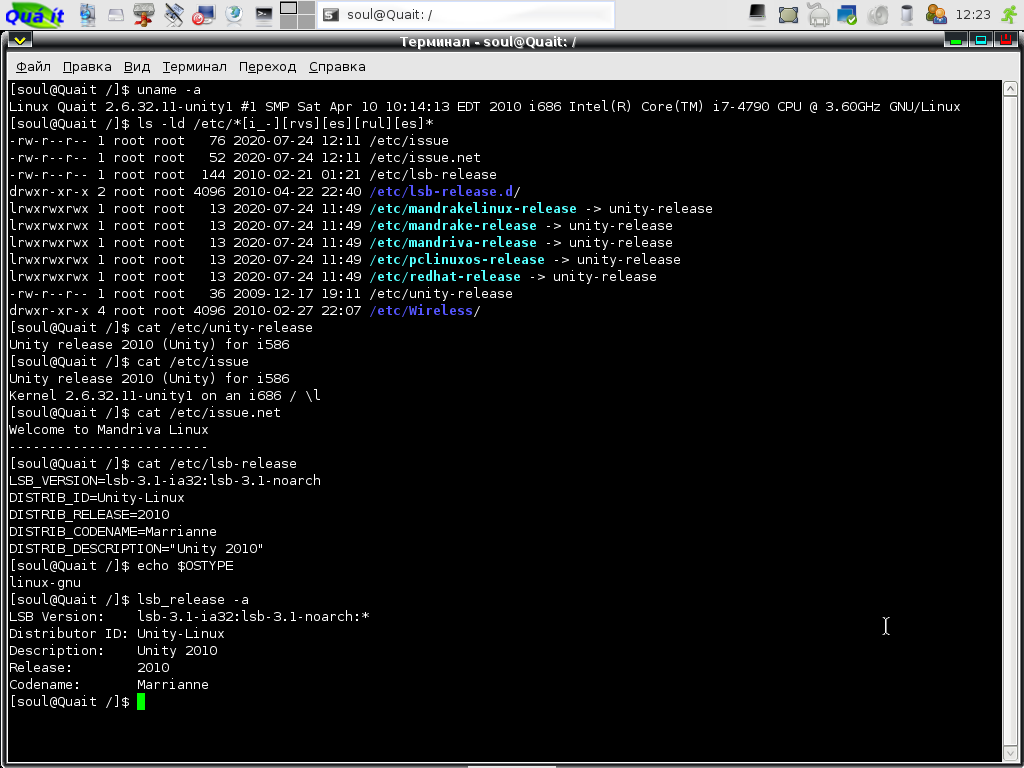 Qua it
soul@Quait: /
12:23
Терминал - soul@Quait: /
Файл Правка Вид Терминал Переход Справка
[soul@Quait /]$ uname -a
Linux Quait 2.6.32.11-unity1 #1 SMP Sat Apr 10 10:14:13 EDT 2010 i686 Intel(R) Core(TM) i7-4790 CPU @ 3.60GHz GNU/Linux
[soul@Quait /]$ ls -ld /etc/*[i_-][rvs][es][rul][es]*
-rw-r--r-- 1 root root   76 2020-07-24 12:11 /etc/issue
-rw-r--r-- 1 root root   52 2020-07-24 12:11 /etc/issue.net
-rw-r--r-- 1 root root  144 2010-02-21 01:21 /etc/lsb-release
drwxr-xr-x 2 root root 4096 2010-04-22 22:40 /etc/lsb-release.d/
lrwxrwxrwx 1 root root   13 2020-07-24 11:49 /etc/mandrakelinux-release -> unity-release
lrwxrwxrwx 1 root root   13 2020-07-24 11:49 /etc/mandrake-release -> unity-release
lrwxrwxrwx 1 root root   13 2020-07-24 11:49 /etc/mandriva-release -> unity-release
lrwxrwxrwx 1 root root   13 2020-07-24 11:49 /etc/pclinuxos-release -> unity-release
lrwxrwxrwx 1 root root   13 2020-07-24 11:49 /etc/redhat-release -> unity-release
-rw-r--r-- 1 root root   36 2009-12-17 19:11 /etc/unity-release
drwxr-xr-x 4 root root 4096 2010-02-27 22:07 /etc/Wireless/
[soul@Quait /]$ cat /etc/unity-release
Unity release 2010 (Unity) for i586
[soul@Quait /]$ cat /etc/issue
Unity release 2010 (Unity) for i586
Kernel 2.6.32.11-unity1 on an i686 / \l
[soul@Quait /]$ cat /etc/issue.net
Welcome to Mandriva Linux
-------------------------
[soul@Quait /]$ cat /etc/lsb-release
LSB_VERSION=lsb-3.1-ia32:lsb-3.1-noarch
DISTRIB_ID=Unity-Linux
DISTRIB_RELEASE=2010
DISTRIB_CODENAME=Marrianne
DISTRIB_DESCRIPTION="Unity 2010"
[soul@Quait /]$ echo $OSTYPE
linux-gnu
[soul@Quait /]$ lsb_release -a
LSB Version:    lsb-3.1-ia32:lsb-3.1-noarch:*
Distributor ID: Unity-Linux
Description:    Unity 2010
Release:        2010
Codename:       Marrianne
[soul@Quait /]$